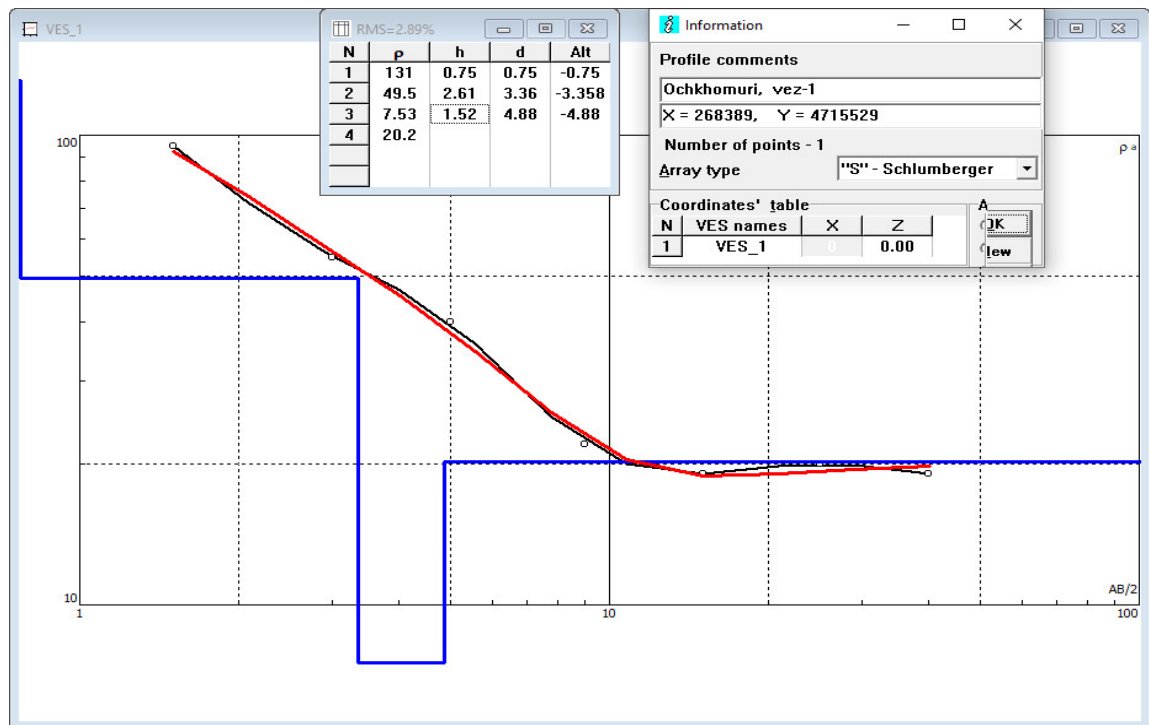 VES_1
RMS=2.89%
N ρ h d Alt
1 131 0.75 0.75 -0.75
2 49.5 2.61 3.36 -3.358
3 7.53 1.52 4.88 -4.88
4 20.2
Information
Profile comments
Ochkhomuri, vez-1
X = 268389, Y = 4715529
Number of points - 1
Array type "S" - Schlumberger
Coordinates' table
N VES names X Z
1 VES_1 0 0.00
A
OK
100
ρ a
10
AB/2
1 10 100